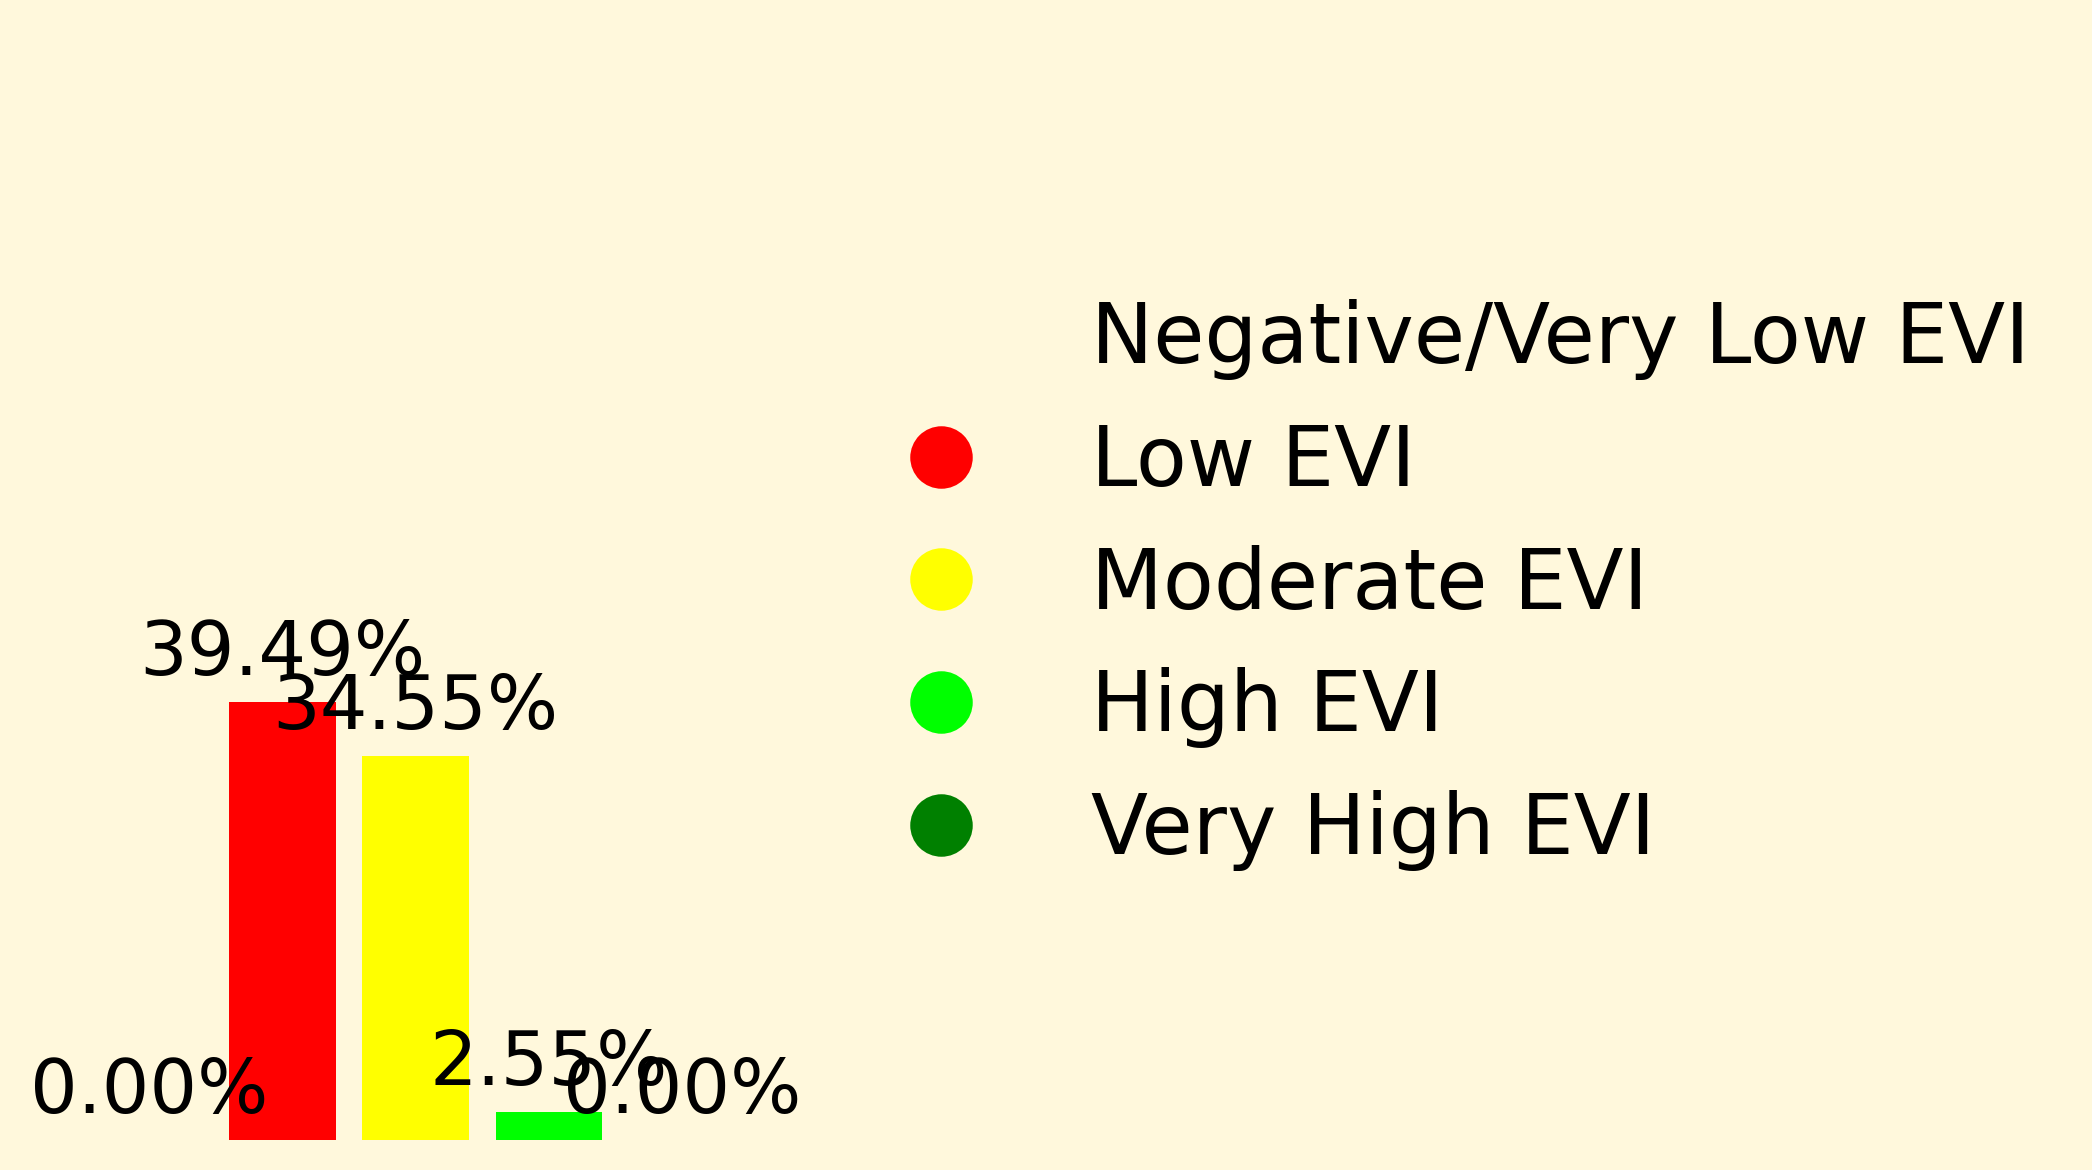 Negative/Very Low EVI
Low EVI
Moderate EVI
High EVI
Very High EVI
39.49%
34.55%
2.55%
0.00%
0.00%